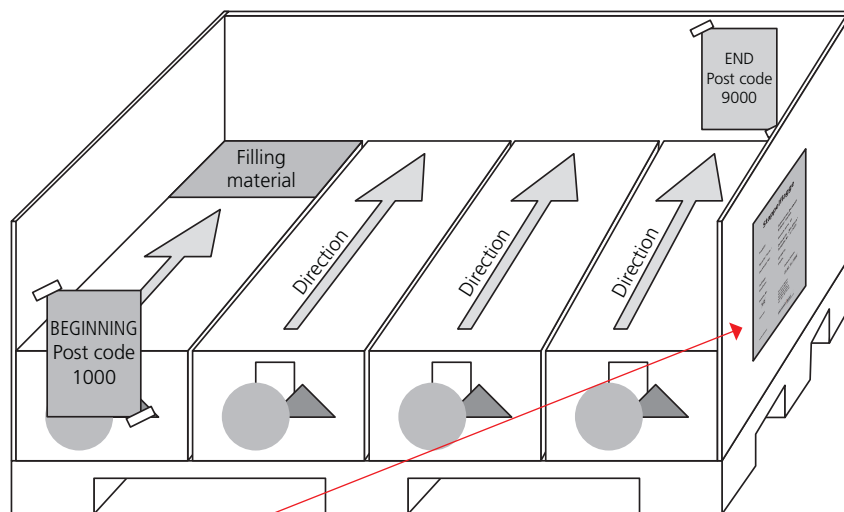 END
Post code
9000
Filling
material
Direction
Direction
Direction
BEGINNING
Post code
1000